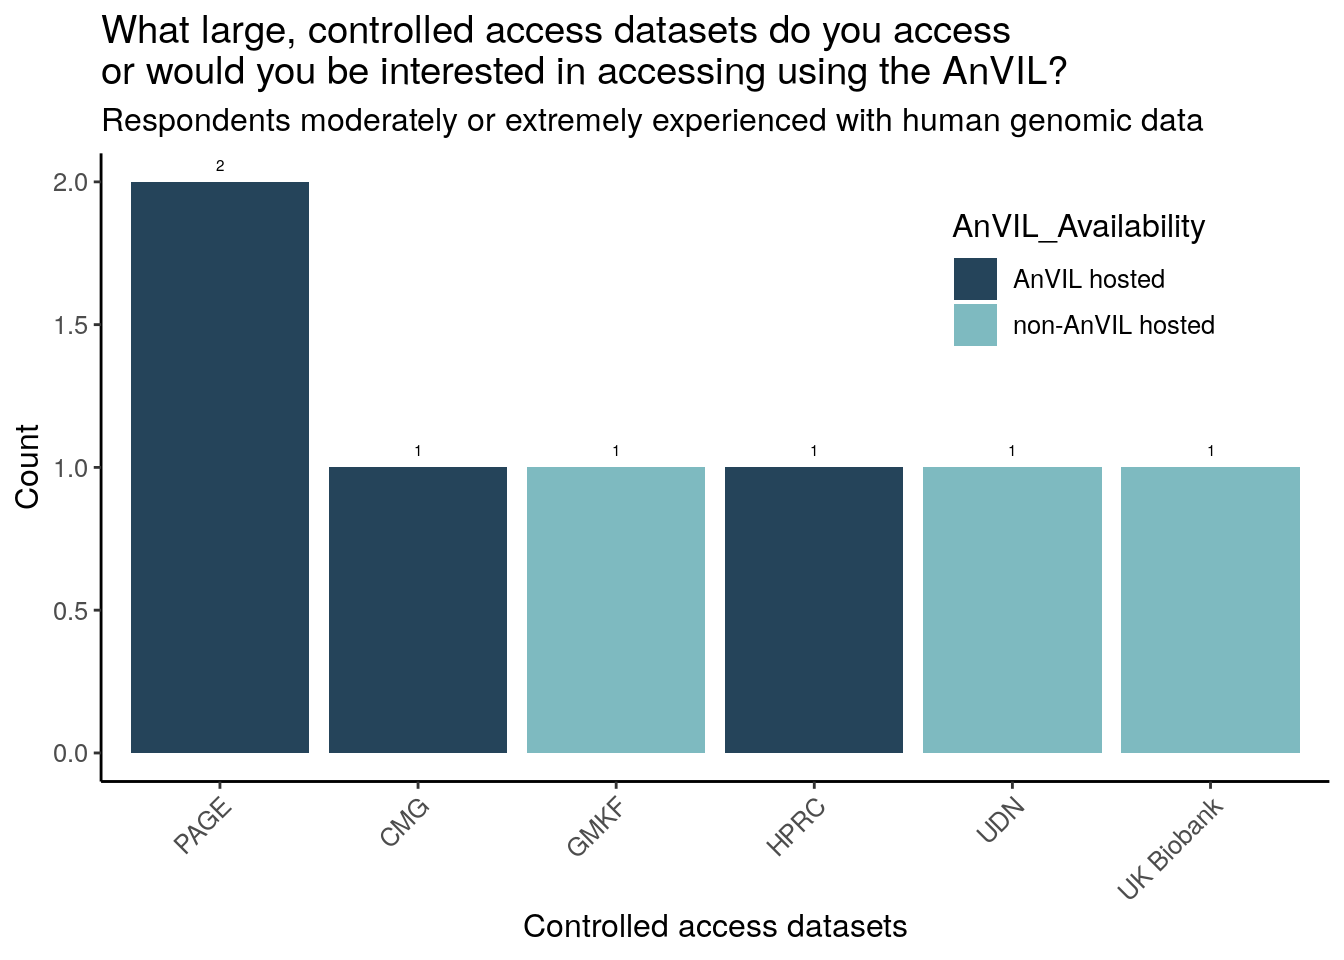 What large, controlled access datasets do you access
or would you be interested in accessing using the AnVIL?
Respondents moderately or extremely experienced with human genomic data
2
2.0
AnVIL_Availability
AnVIL hosted
non-AnVIL hosted
1.5
1 1 1 1 1
1.0
Count
0.5
0.0
PAGE CMG GMKF HPRC UDN UK Biobank
Controlled access datasets